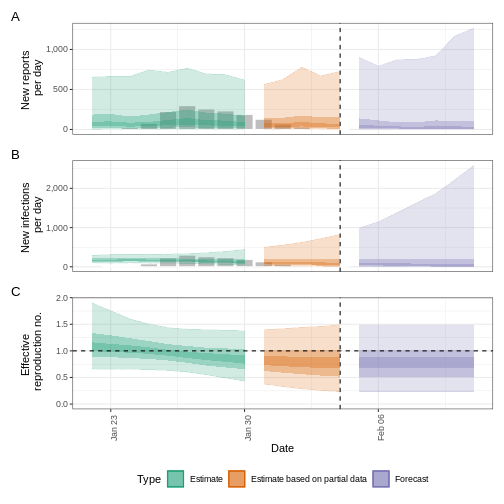 A
New reports
per day
1,000
500
0
B
New infections
per day
2,000
1,000
0
C
Effective
reproduction no.
2.0
1.5
1.0
0.5
0.0
Jan 23
Jan 30
Feb 06
Date
Type
Estimate
Estimate based on partial data
Forecast